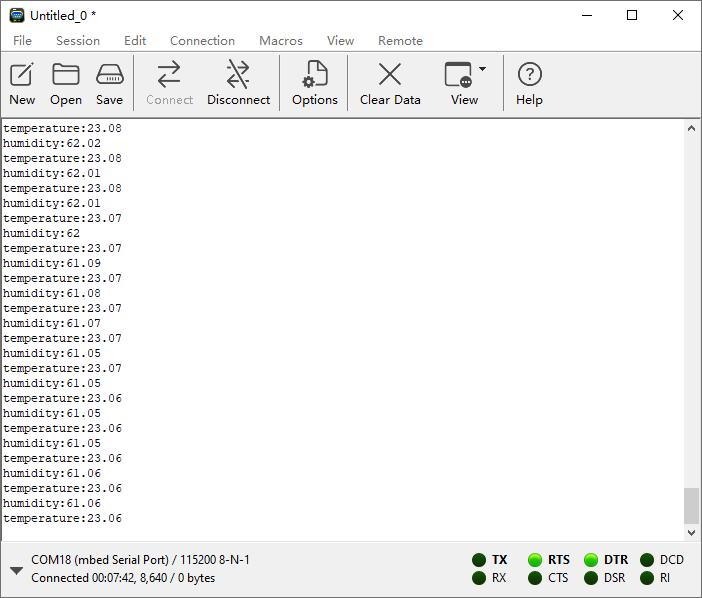 Untitled_0 *
File Session Edit Connection Macros View Remote
New Open Save Connect Disconnect Options Clear Data View Help
temperature:23.08
humidity:62.02
temperature:23.08
humidity:62.01
temperature:23.08
humidity:62.01
temperature:23.07
humidity:62
temperature:23.07
humidity:61.09
temperature:23.07
humidity:61.08
temperature:23.07
humidity:61.07
temperature:23.07
humidity:61.05
temperature:23.07
humidity:61.05
temperature:23.06
humidity:61.05
temperature:23.06
humidity:61.05
temperature:23.06
humidity:61.06
temperature:23.06
humidity:61.06
temperature:23.06
COM18 (mbed Serial Port) / 115200 8-N-1
Connected 00:07:42, 8,640 / 0 bytes
TX RTS DTR DCD
RX CTS DSR RI